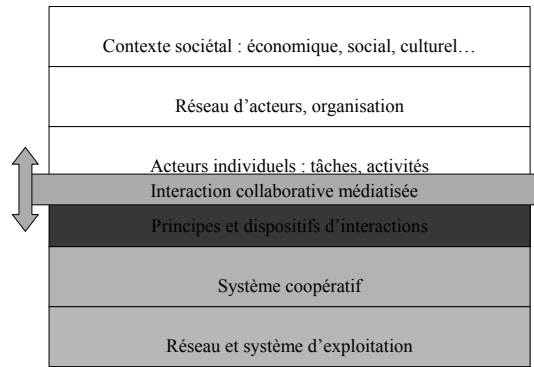 Contexte sociétal : économique, social, culturel…
Réseau d’acteurs, organisation
Acteurs individuels : tâches, activités
Interaction collaborative médiatisée
Principes et dispositifs d’interactions
Système coopératif
Réseau et système d’exploitation